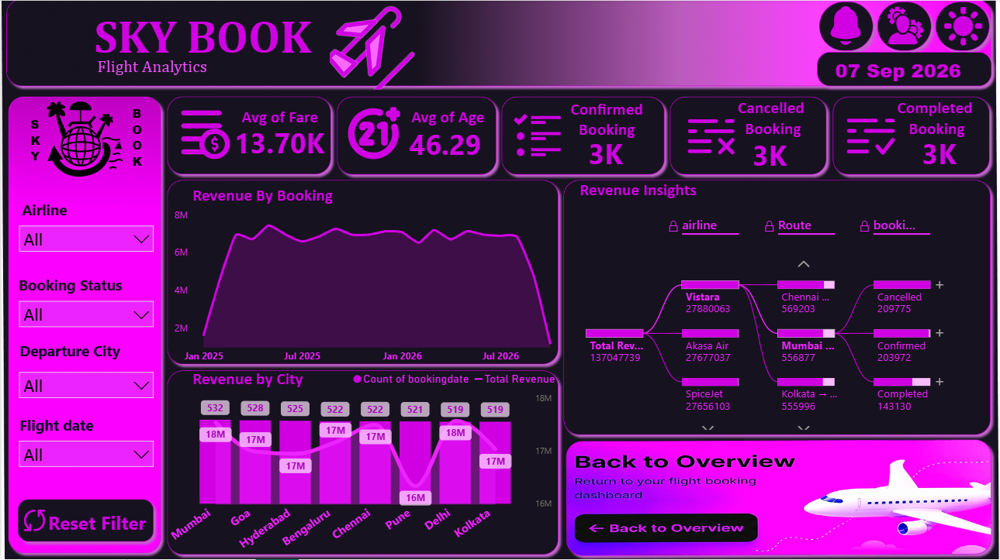 SKY BOOK
Flight Analytics
07 Sep 2026
SKY
BOOK
Airline
All
Booking Status
All
Departure City
All
Flight date
All
Reset Filter
Avg of Fare
13.70K
21
Avg of Age
46.29
Confirmed
Booking
3K
Cancelled
Booking
3K
Completed
Booking
3K
Revenue By Booking
8M
6M
4M
2M
Jan 2025
Jul 2025
Jan 2026
Jul 2026
Revenue by City
Count of bookingdate
Total Revenue
18M
17M
16M
532
528
525
522
522
521
519
519
18M
17M
17M
17M
17M
16M
18M
17M
Mumbai
Goa
Hyderabad
Bengaluru
Chennai
Pune
Delhi
Kolkata
Revenue Insights
airline
Route
booki...
Total Rev...
137047739
Vistara
27880063
Akasa Air
27677037
SpiceJet
27656103
Chennai ...
569203
Mumbai ...
556877
Kolkata → ...
555996
Cancelled
209775
Confirmed
203972
Completed
143130
Back to Overview
Return to your flight booking
dashboard
← Back to Overview